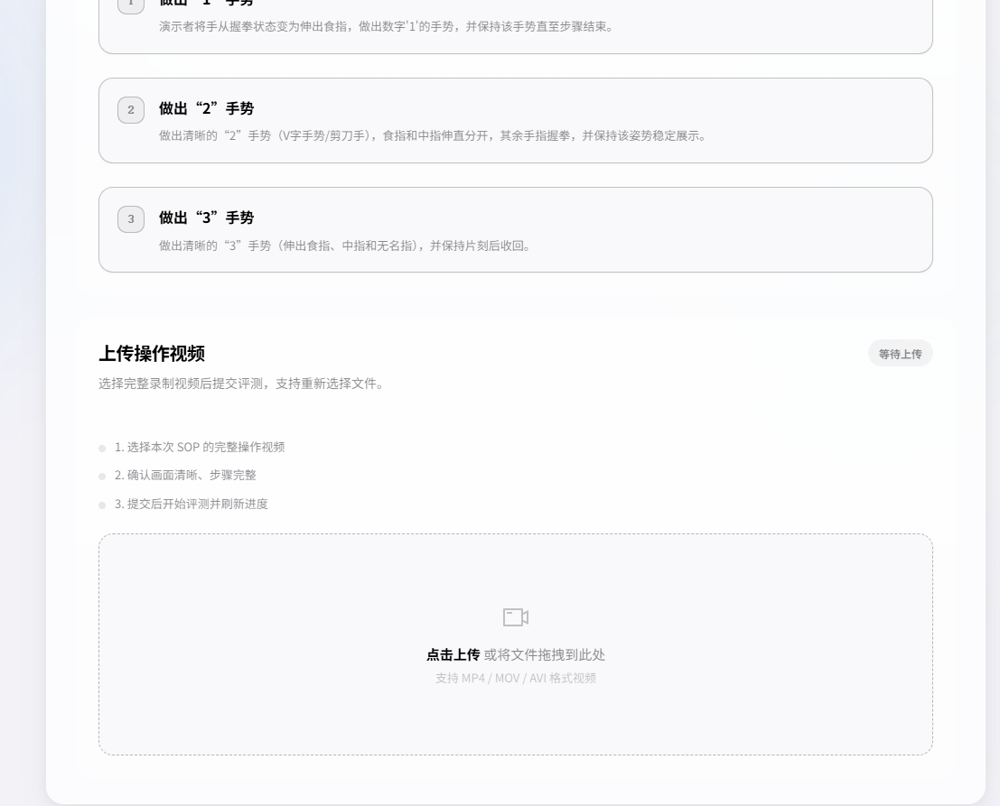 1
做出“1”手势
演示者将手从握拳状态变为伸出食指，做出数字'1'的手势，并保持该手势直至步骤结束。
2
做出“2”手势
做出清晰的“2”手势（V字手势/剪刀手），食指和中指伸直分开，其余手指握拳，并保持该姿势稳定展示。
3
做出“3”手势
做出清晰的“3”手势（伸出食指、中指和无名指），并保持片刻后收回。
上传操作视频
等待上传
选择完整录制视频后提交评测，支持重新选择文件。
1. 选择本次 SOP 的完整操作视频
2. 确认画面清晰、步骤完整
3. 提交后开始评测并刷新进度
点击上传 或将文件拖拽到此处
支持 MP4 / MOV / AVI 格式视频